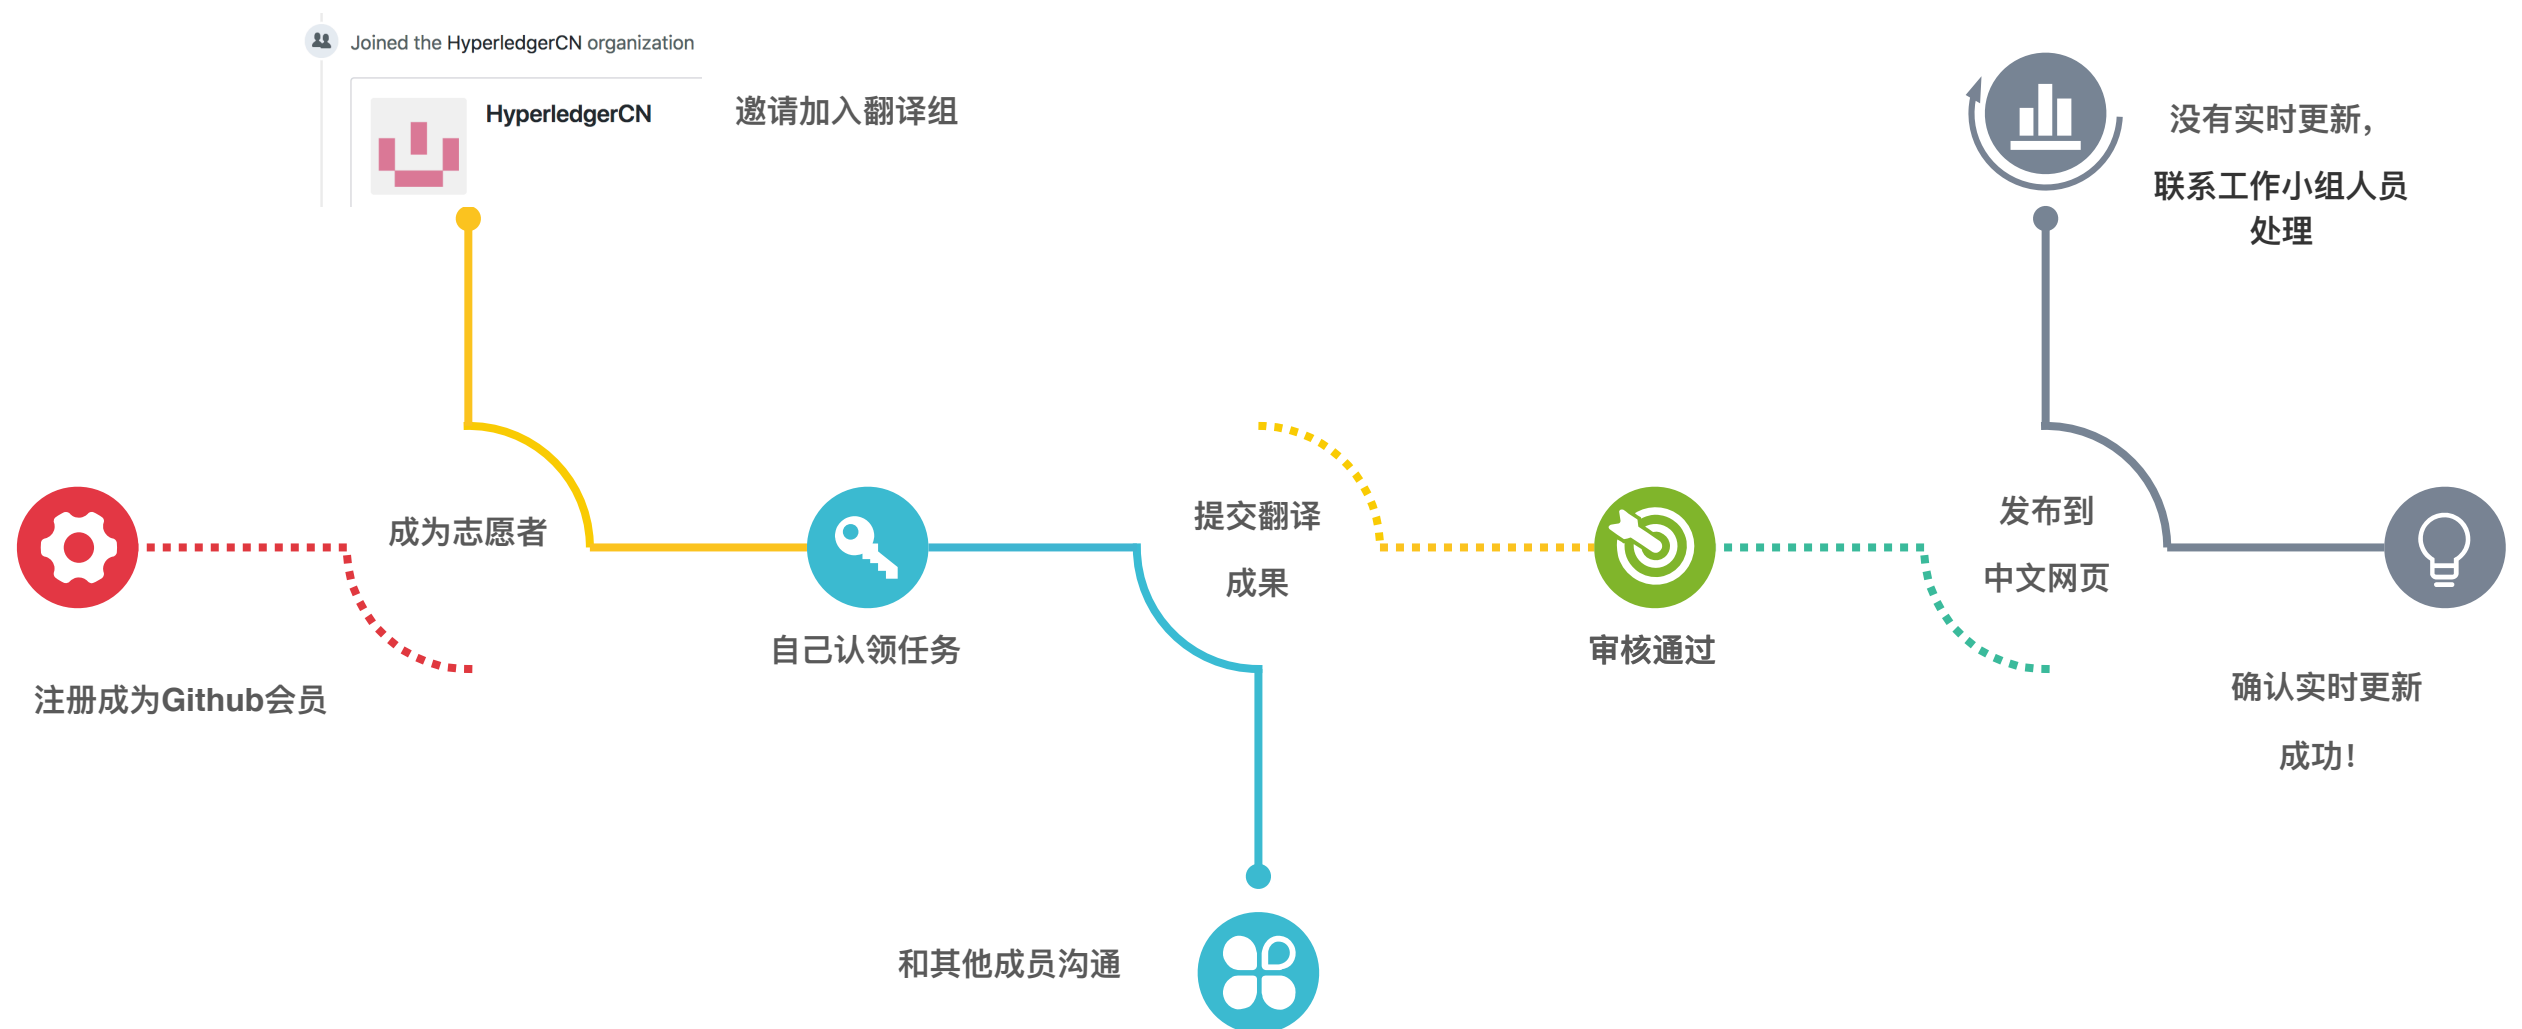 Joined the HyperledgerCN organization
HyperledgerCN
邀请加入翻译组
没有实时更新，
联系工作小组人员
处理
成为志愿者
提交翻译
成果
发布到
中文网页
自己认领任务
审核通过
注册成为Github会员
确认实时更新
成功！
和其他成员沟通